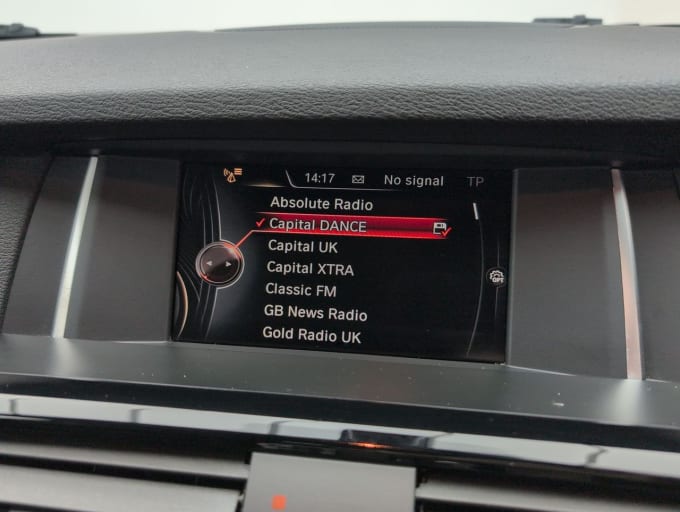 14:17 No signal TP
Absolute Radio
Capital DANCE
Capital UK
Capital XTRA
Classic FM
GB News Radio
Gold Radio UK
OPT